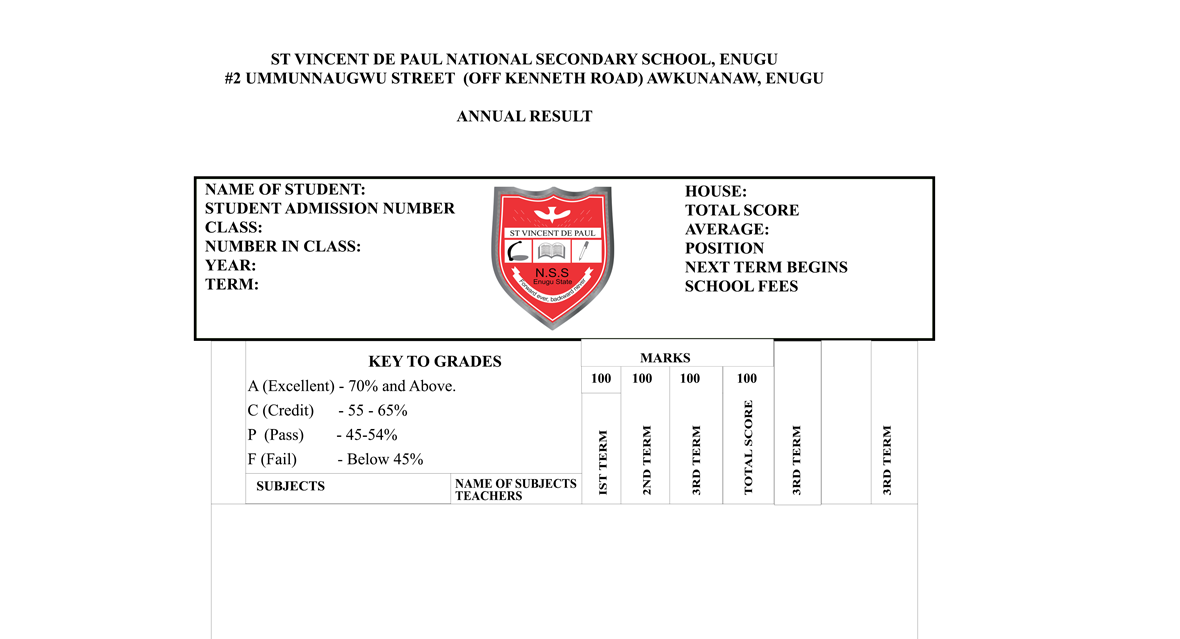 ST VINCENT DE PAUL NATIONAL SECONDARY SCHOOL, ENUGU
#2 UMMUNNAUGWU STREET (OFF KENNETH ROAD) AWKUNANAW, ENUGU
ANNUAL RESULT
NAME OF STUDENT:
STUDENT ADMISSION NUMBER
CLASS:
NUMBER IN CLASS:
YEAR:
TERM:
ST VINCENT DE PAUL
N.S.S
Enugu State
Forward ever, backward never
HOUSE:
TOTAL SCORE
AVERAGE:
POSITION
NEXT TERM BEGINS
SCHOOL FEES
KEY TO GRADES
A (Excellent) - 70% and Above.
C (Credit) - 55 - 65%
P (Pass) - 45-54%
F (Fail) - Below 45%
SUBJECTS
NAME OF SUBJECTS
TEACHERS
MARKS
100 100 100 100
IST TERM
2ND TERM
3RD TERM
TOTAL SCORE
3RD TERM
3RD TERM